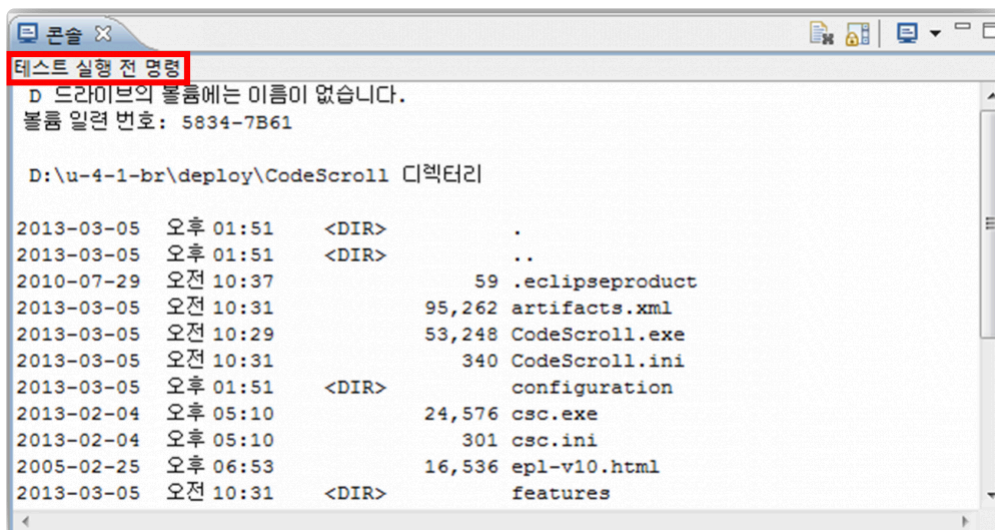 콘솔
테스트 실행 전 명령
D 드라이브의 볼륨에는 이름이 없습니다.
볼륨 일련 번호: 5834-7B61
D:\u-4-1-br\deploy\CodeScroll 디렉터리
2013-03-05 오후 01:51 <DIR> .
2013-03-05 오후 01:51 <DIR> ..
2010-07-29 오전 10:37 59 .eclipseproduct
2013-03-05 오전 10:31 95,262 artifacts.xml
2013-03-05 오전 10:29 53,248 CodeScroll.exe
2013-03-05 오전 10:31 340 CodeScroll.ini
2013-03-05 오후 01:51 <DIR> configuration
2013-02-04 오후 05:10 24,576 csc.exe
2013-02-04 오후 05:10 301 csc.ini
2005-02-25 오후 06:53 16,536 epl-v10.html
2013-03-05 오전 10:31 <DIR> features